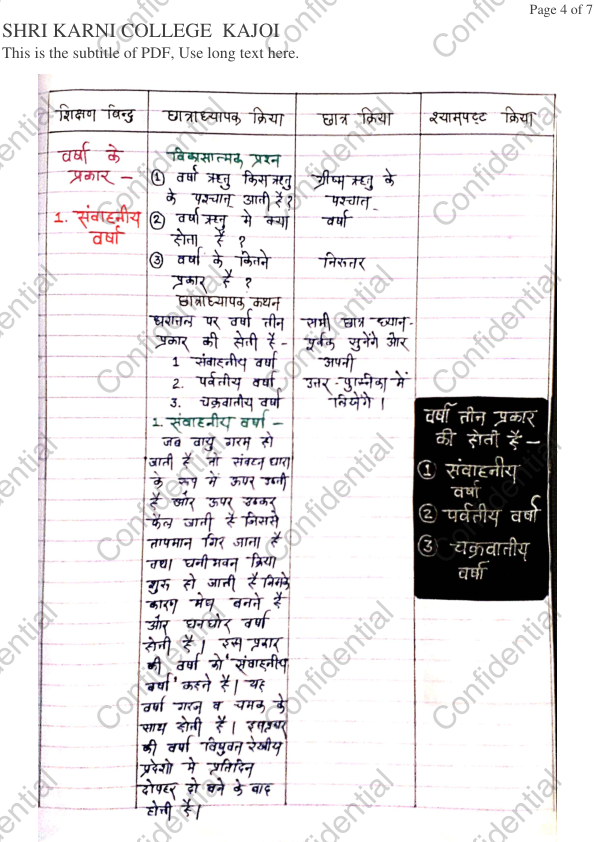 Page 4 of 7
SHRI KARNI COLLEGE KAJOI
This is the subtitle of PDF, Use long text here.
शिक्षण बिन्दु
छात्राध्यापक क्रिया
छात्र क्रिया
श्यामपट्ट क्रिया
वर्षा के
प्रकार –
1. संवाहनीय
वर्षा
विकासात्मक प्रश्न
① वर्षा ऋतु किस ऋतु
के पश्चात् आती है?
② वर्षा ऋतु मे क्या
होता है ?
③ वर्षा के कितने
प्रकार है ?
छात्राध्यापक कथन
धरातल पर वर्षा तीन
प्रकार की होती है –
1 संवाहनीय वर्षा
2. पर्वतीय वर्षा
3. चक्रवातीय वर्षा
1. संवाहनीय वर्षा –
जब वायु गरम हो
जाती है तो संवहन धारा
के रूप में ऊपर उठती
है और ऊपर उठकर
फैल जाती है जिससे
तापमान गिर जाता है
तथा घनीभवन क्रिया
शुरु हो जाती है जिसके
कारण मेघ बनते है
और घनघोर वर्षा
होती है। इस प्रकार
की वर्षा को 'संवाहनीय
वर्षा' कहते है। यह
वर्षा गरज व चमक के
साथ होती है। इस प्रकार
की वर्षा विषुवत रेखीय
प्रदेशो मे प्रतिदिन
दोपहर दो बजे के बाद
होती है।
ग्रीष्म ऋतु के
पश्चात्
वर्षा
निरुत्तर
सभी छात्र ध्यान-
पूर्वक सुनेंगे और
अपनी
उत्तर-पुस्तिका में
लिखेंगे।
वर्षा तीन प्रकार
की होती है –
① संवाहनीय
वर्षा
② पर्वतीय वर्षा
③ चक्रवातीय
वर्षा
Confidential